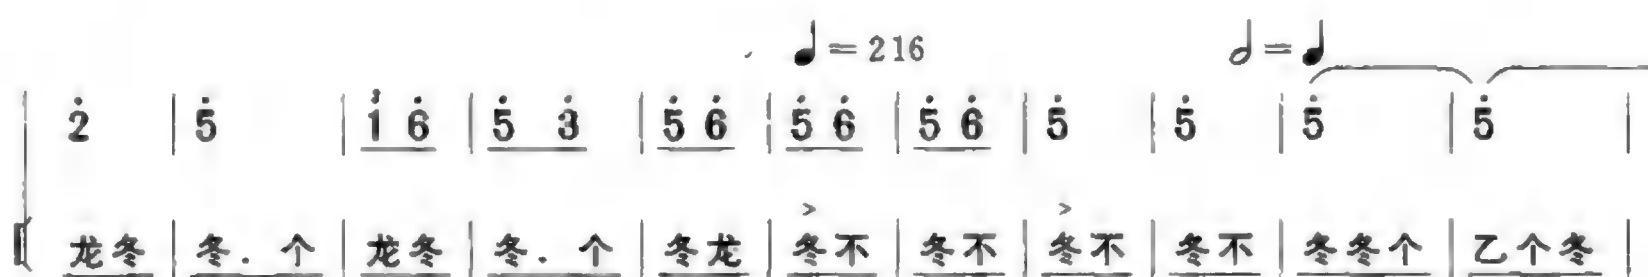 ♩=216 𝅗𝅥=♩
2̇ | 5̇ | 1̇ 6̇ | 5̇ 3̇ | 5̇ 6̇ | 5̇ 6̇ | 5̇ 6̇ | 5̇ | 5̇ | 5̇ | 5̇ |
龙冬 | 冬. 个 | 龙冬 | 冬. 个 | 冬龙 | 冬不 | 冬不 | 冬不 | 冬不 | 冬冬个 | 乙个冬 |